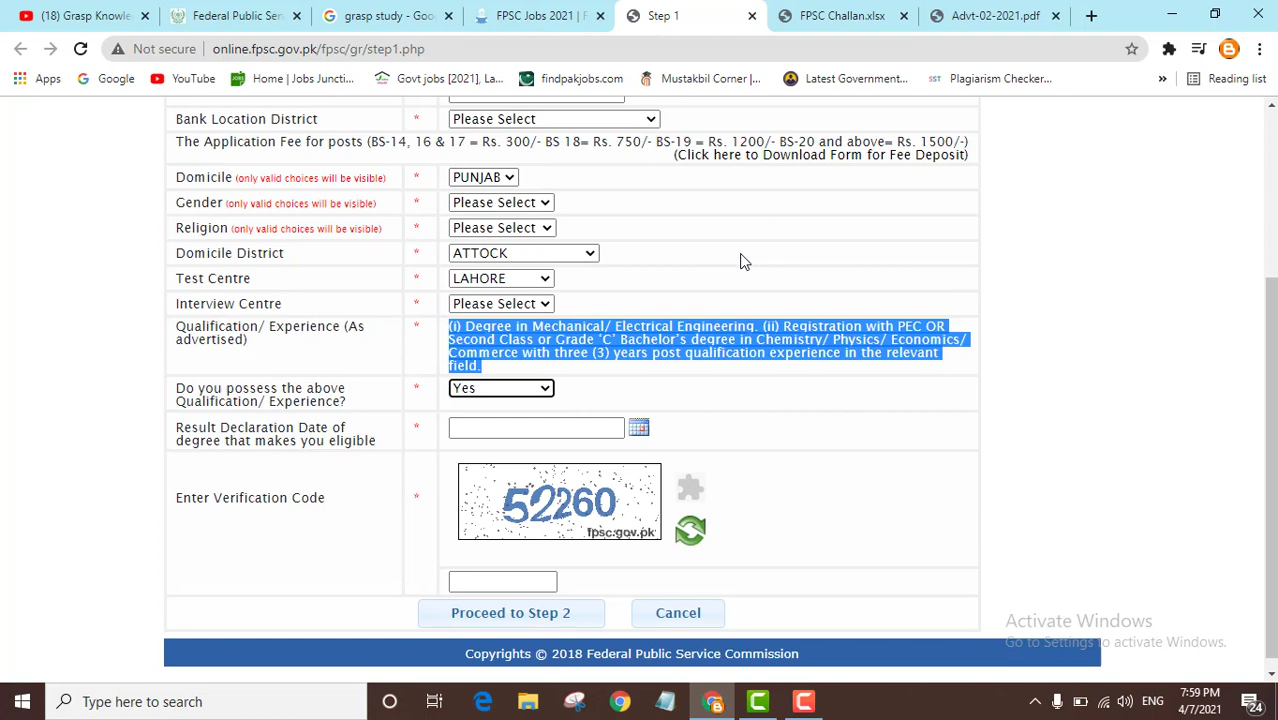 (18) Grasp Knowle
Federal Public Serv
grasp study - Goo
FPSC Jobs 2021 | F
Step 1
FPSC Challan.xlsx
Advt-02-2021.pdf
Not secure
online.fpsc.gov.pk/fpsc/gr/step1.php
Apps
Google
YouTube
Home | Jobs Juncti...
Govt jobs [2021], La...
findpakjobs.com
Mustakbil Corner |...
Latest Government...
SST
Plagiarism Checker...
»
Reading list
Bank Location District * Please Select
The Application Fee for posts (BS-14, 16 & 17 = Rs. 300/- BS 18= Rs. 750/- BS-19 = Rs. 1200/- BS-20 and above= Rs. 1500/-)
(Click here to Download Form for Fee Deposit)
Domicile (only valid choices will be visible) * PUNJAB
Gender (only valid choices will be visible) * Please Select
Religion (only valid choices will be visible) * Please Select
Domicile District * ATTOCK
Test Centre * LAHORE
Interview Centre * Please Select
Qualification/ Experience (As
advertised)
*
(i) Degree in Mechanical/ Electrical Engineering. (ii) Registration with PEC OR
Second Class or Grade ‘C’ Bachelor’s degree in Chemistry/ Physics/ Economics/
Commerce with three (3) years post qualification experience in the relevant
field.
Do you possess the above
Qualification/ Experience?
* Yes
Result Declaration Date of
degree that makes you eligible
*
Enter Verification Code *
52260
fpsc.gov.pk
Proceed to Step 2
Cancel
Activate Windows
Go to Settings to activate Windows.
Copyrights © 2018 Federal Public Service Commission
Type here to search
ENG
7:59 PM
4/7/2021
24